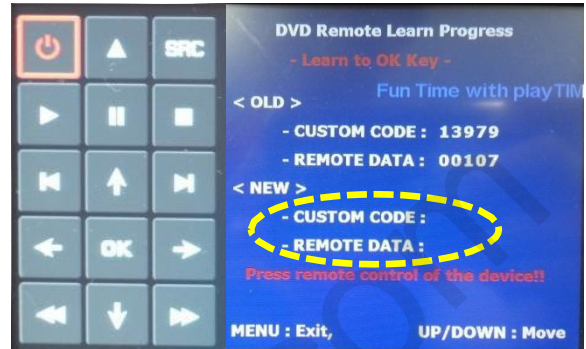 SRC
OK
DVD Remote Learn Progress
- Learn to OK Key -
Fun Time with playTIM
< OLD >
- CUSTOM CODE : 13979
- REMOTE DATA : 00107
< NEW >
- CUSTOM CODE :
- REMOTE DATA :
Press remote control of the device!!
MENU : Exit, UP/DOWN : Move